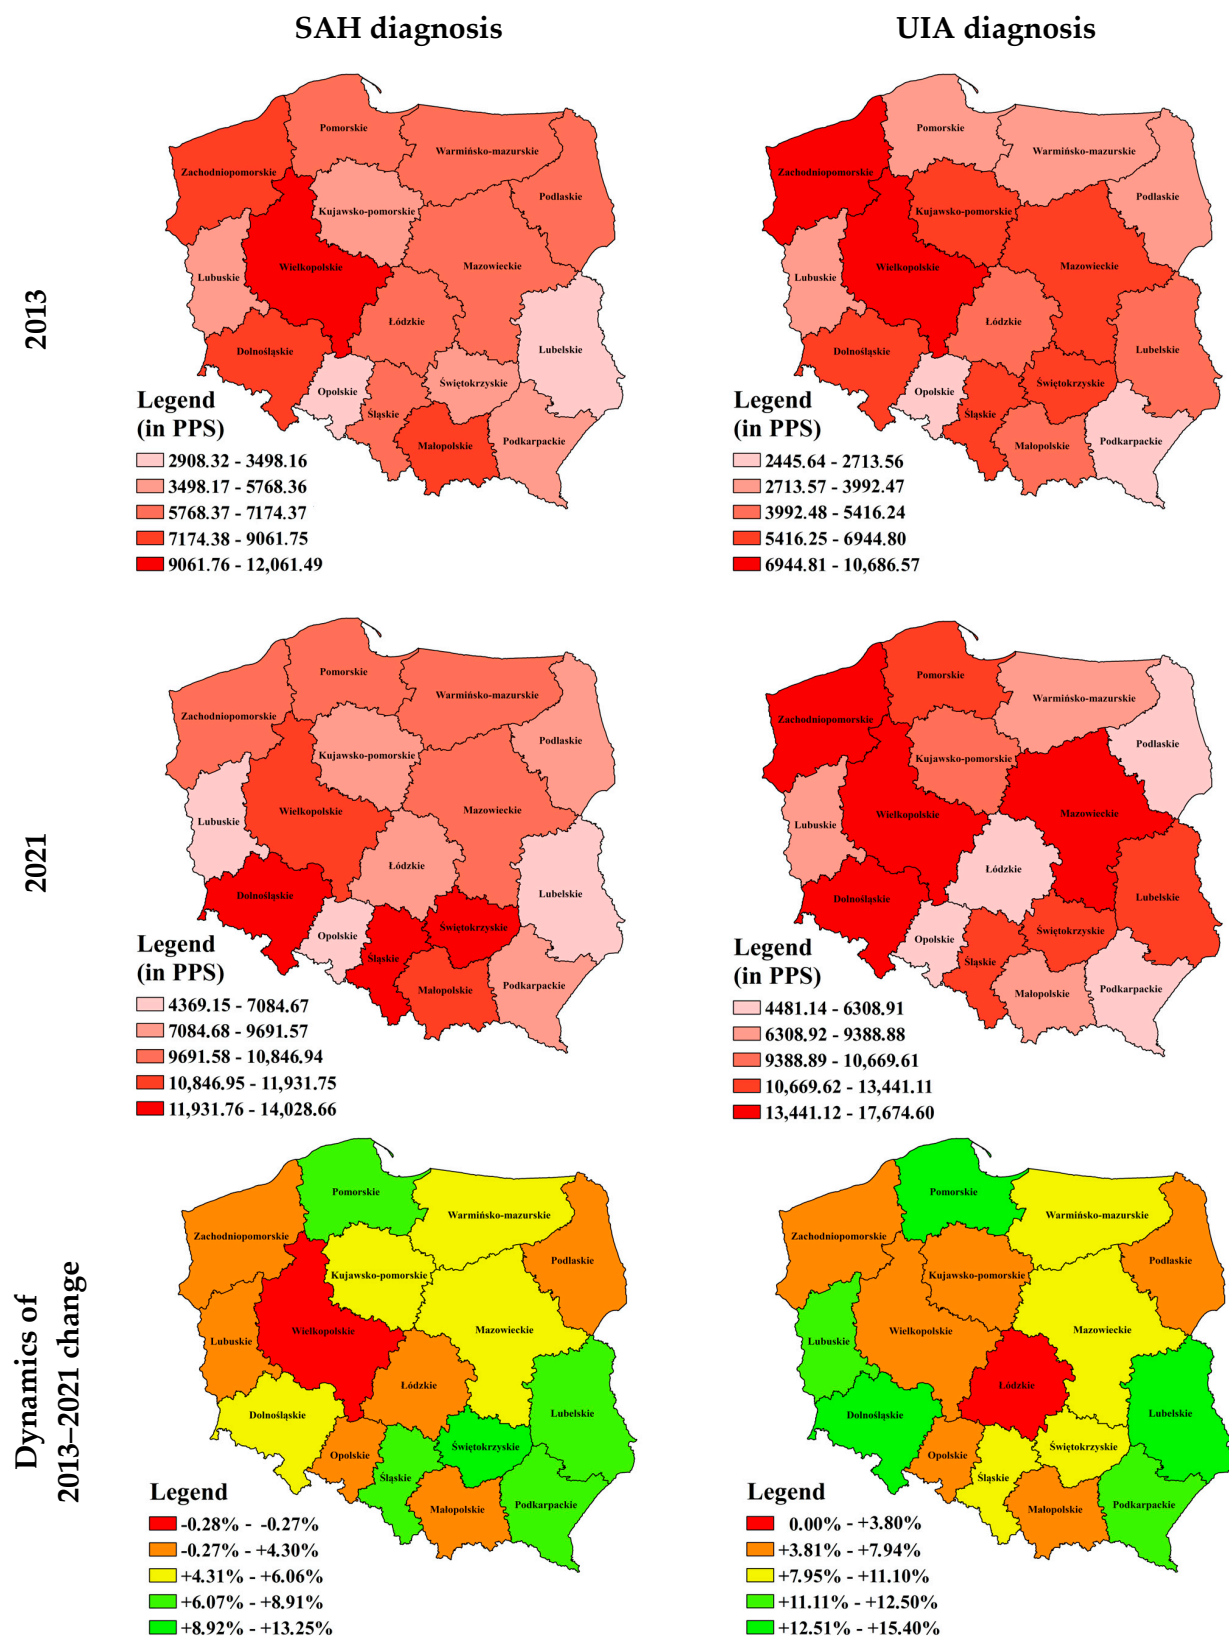 SAH diagnosis
UIA diagnosis
2013
Pomorskie
Warmińsko-mazurskie
Zachodniopomorskie
Podlaskie
Kujawsko-pomorskie
Wielkopolskie
Mazowieckie
Lubuskie
Łódzkie
Lubelskie
Dolnośląskie
Opolskie
Świętokrzyskie
Śląskie
Małopolskie
Podkarpackie
Legend
(in PPS)
2908.32 - 3498.16
3498.17 - 5768.36
5768.37 - 7174.37
7174.38 - 9061.75
9061.76 - 12,061.49
Pomorskie
Warmińsko-mazurskie
Zachodniopomorskie
Podlaskie
Kujawsko-pomorskie
Wielkopolskie
Mazowieckie
Lubuskie
Łódzkie
Lubelskie
Dolnośląskie
Opolskie
Świętokrzyskie
Śląskie
Małopolskie
Podkarpackie
Legend
(in PPS)
2445.64 - 2713.56
2713.57 - 3992.47
3992.48 - 5416.24
5416.25 - 6944.80
6944.81 - 10,686.57
2021
Pomorskie
Warmińsko-mazurskie
Zachodniopomorskie
Podlaskie
Kujawsko-pomorskie
Wielkopolskie
Mazowieckie
Lubuskie
Łódzkie
Lubelskie
Dolnośląskie
Opolskie
Świętokrzyskie
Śląskie
Małopolskie
Podkarpackie
Legend
(in PPS)
4369.15 - 7084.67
7084.68 - 9691.57
9691.58 - 10,846.94
10,846.95 - 11,931.75
11,931.76 - 14,028.66
Pomorskie
Warmińsko-mazurskie
Zachodniopomorskie
Podlaskie
Kujawsko-pomorskie
Wielkopolskie
Mazowieckie
Lubuskie
Łódzkie
Lubelskie
Dolnośląskie
Opolskie
Świętokrzyskie
Śląskie
Małopolskie
Podkarpackie
Legend
(in PPS)
4481.14 - 6308.91
6308.92 - 9388.88
9388.89 - 10,669.61
10,669.62 - 13,441.11
13,441.12 - 17,674.60
Dynamics of
2013–2021 change
Pomorskie
Warmińsko-mazurskie
Zachodniopomorskie
Podlaskie
Kujawsko-pomorskie
Wielkopolskie
Mazowieckie
Lubuskie
Łódzkie
Lubelskie
Dolnośląskie
Opolskie
Świętokrzyskie
Śląskie
Małopolskie
Podkarpackie
Legend
-0.28% - -0.27%
-0.27% - +4.30%
+4.31% - +6.06%
+6.07% - +8.91%
+8.92% - +13.25%
Pomorskie
Warmińsko-mazurskie
Zachodniopomorskie
Podlaskie
Kujawsko-pomorskie
Wielkopolskie
Mazowieckie
Lubuskie
Łódzkie
Lubelskie
Dolnośląskie
Opolskie
Świętokrzyskie
Śląskie
Małopolskie
Podkarpackie
Legend
0.00% - +3.80%
+3.81% - +7.94%
+7.95% - +11.10%
+11.11% - +12.50%
+12.51% - +15.40%